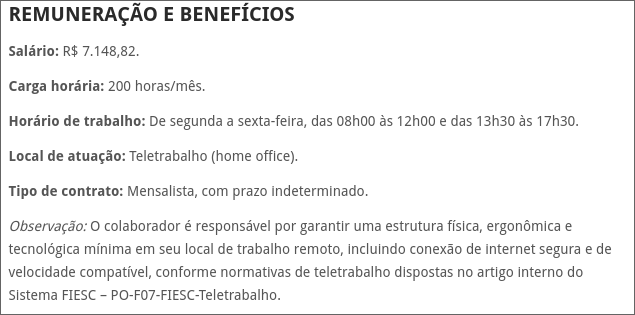 REMUNERAÇÃO E BENEFÍCIOS
Salário: R$ 7.148,82.
Carga horária: 200 horas/mês.
Horário de trabalho: De segunda a sexta-feira, das 08h00 às 12h00 e das 13h30 às 17h30.
Local de atuação: Teletrabalho (home office).
Tipo de contrato: Mensalista, com prazo indeterminado.
Observação: O colaborador é responsável por garantir uma estrutura física, ergonômica e
tecnológica mínima em seu local de trabalho remoto, incluindo conexão de internet segura e de
velocidade compatível, conforme normativas de teletrabalho dispostas no artigo interno do
Sistema FIESC – PO-F07-FIESC-Teletrabalho.